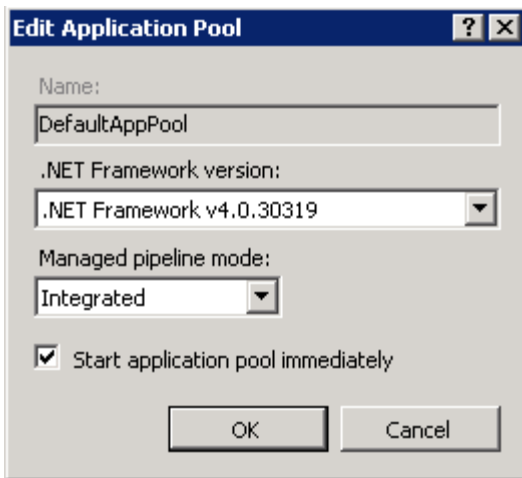 Edit Application Pool
Name:
DefaultAppPool
.NET Framework version:
.NET Framework v4.0.30319
Managed pipeline mode:
Integrated
Start application pool immediately
OK Cancel